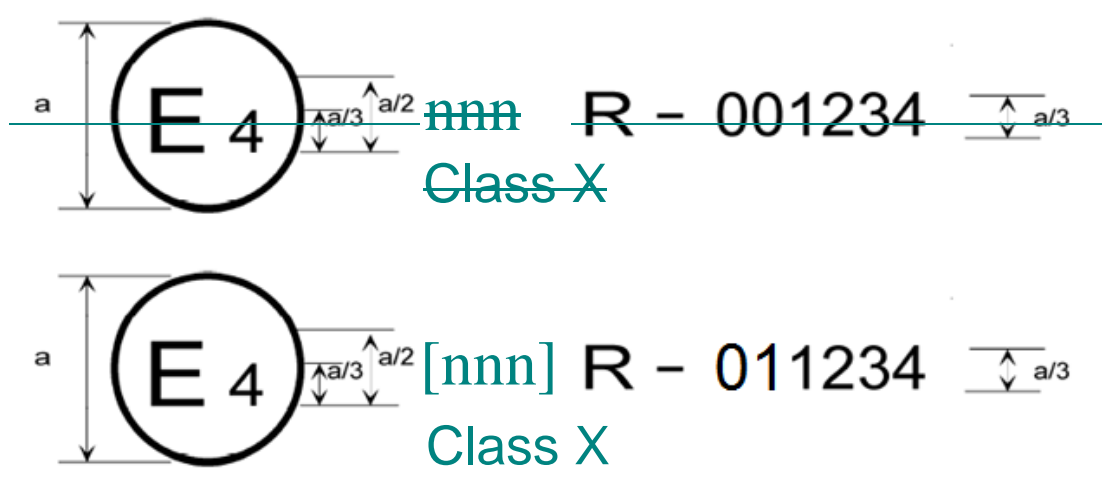 a E 4 a/3 a/2 nnn R - 001234 a/3
Class X
a E 4 a/3 a/2 [nnn] R - 011234 a/3
Class X